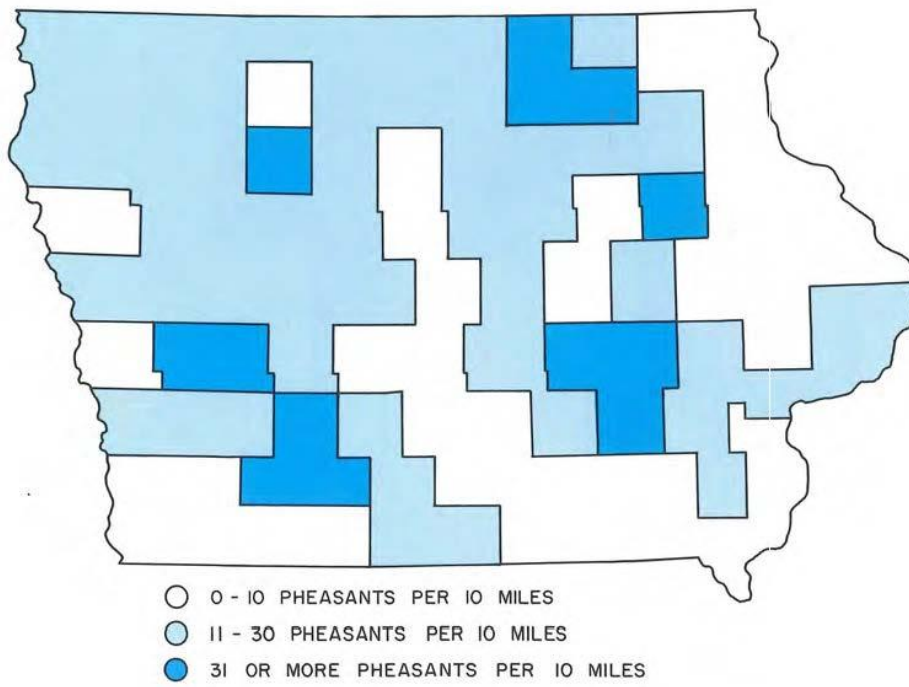 0 - 10 PHEASANTS PER 10 MILES
11 - 30 PHEASANTS PER 10 MILES
31 OR MORE PHEASANTS PER 10 MILES